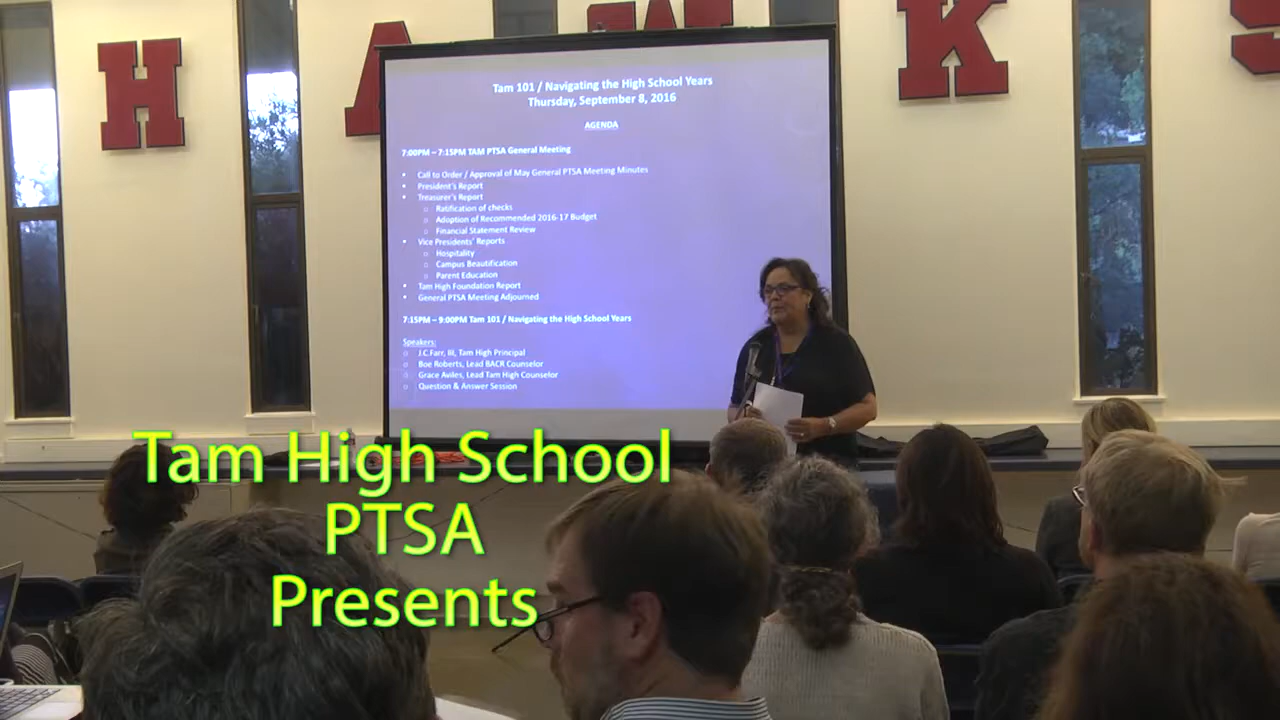 H A W K S
Tam 101 / Navigating the High School Years
Thursday, September 8, 2016
AGENDA
7:00PM – 7:15PM TAM PTSA General Meeting
• Call to Order / Approval of May General PTSA Meeting Minutes
• President's Report
• Treasurer's Report
o Ratification of checks
o Adoption of Recommended 2016-17 Budget
o Financial Statement Review
• Vice Presidents' Reports
o Hospitality
o Campus Beautification
o Parent Education
• Tam High Foundation Report
• General PTSA Meeting Adjourned
7:15PM – 9:00PM Tam 101 / Navigating the High School Years
Speakers:
o J.C.Farr, III, Tam High Principal
o Boe Roberts, Lead BACR Counselor
o Grace Aviles, Lead Tam High Counselor
o Question & Answer Session
Tam High School
PTSA
Presents